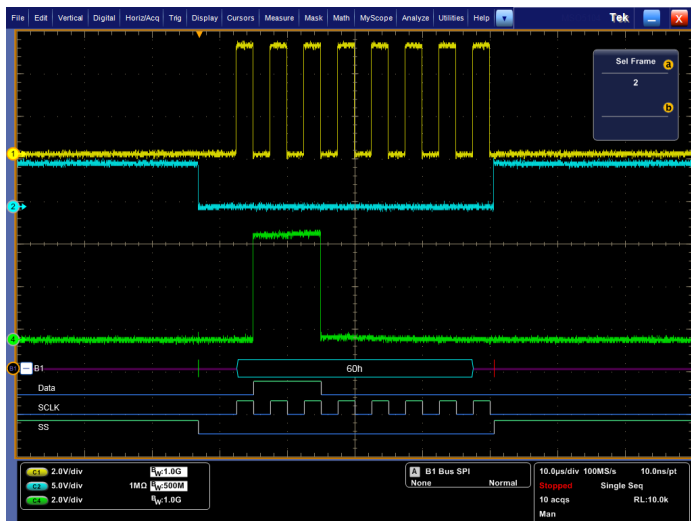 File Edit Vertical Digital Horiz/Acq Trig Display Cursors Measure Mask Math MyScope Analyze Utilities Help Tek X
Sel Frame a
2
b
1
2
4
B1 B1
60h
Data
SCLK
SS
C1 2.0V/div BW:1.0G
C2 5.0V/div 1MΩ BW:500M
C4 2.0V/div BW:1.0G
A B1 Bus SPI
None Normal
10.0µs/div 100MS/s 10.0ns/pt
Stopped Single Seq
10 acqs RL:10.0k
Man